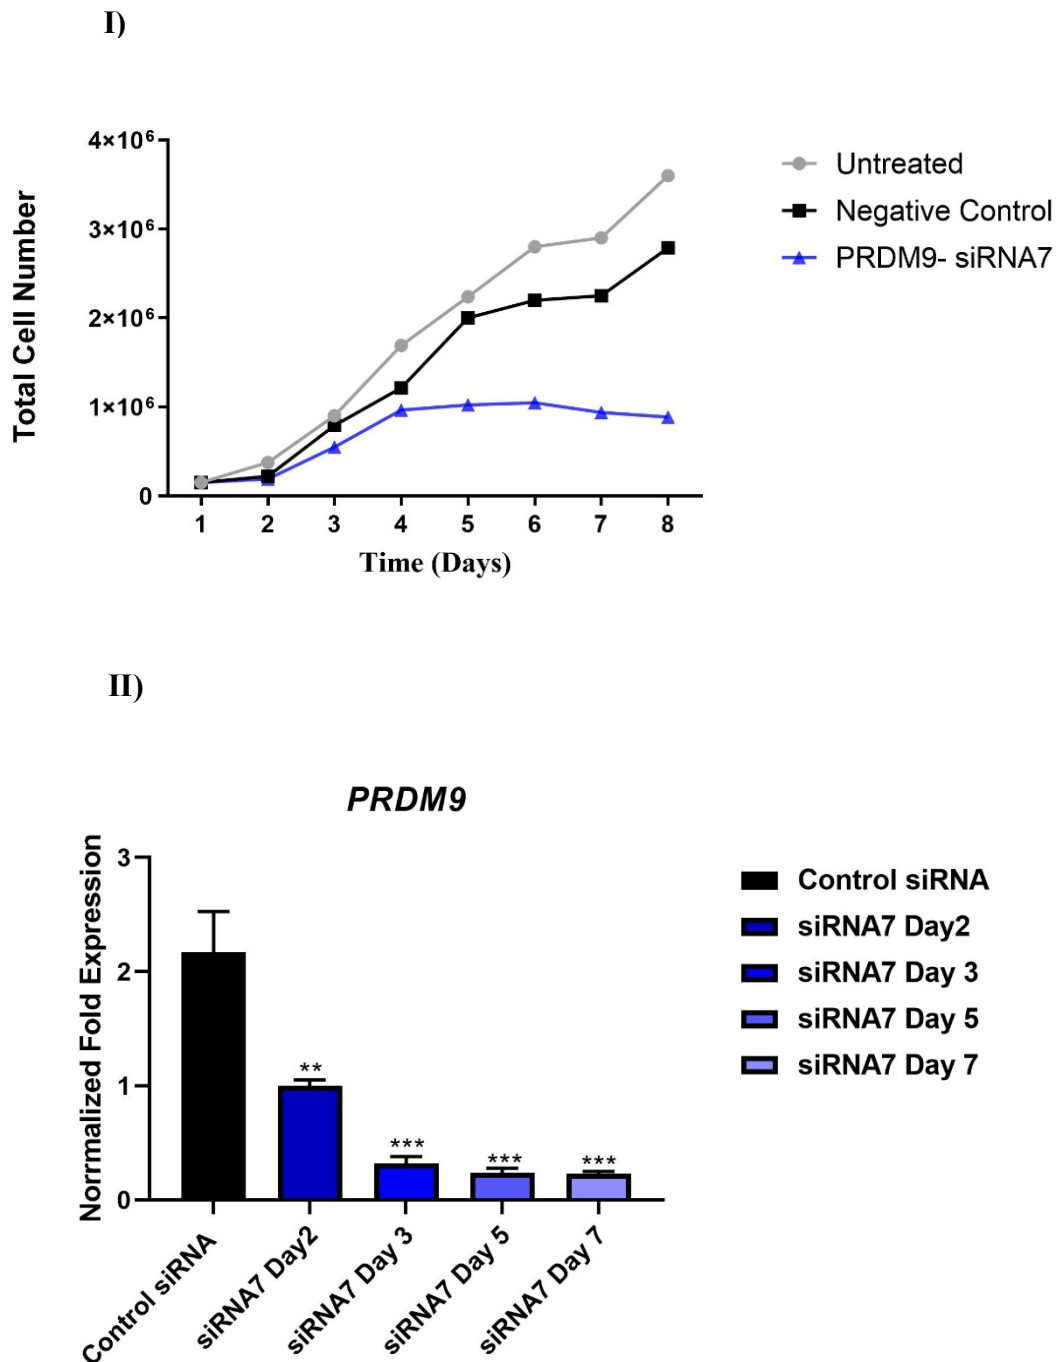 I)
4×10⁶
3×10⁶
2×10⁶
1×10⁶
0
Total Cell Number
1 2 3 4 5 6 7 8
Time (Days)
Untreated
Negative Control
PRDM9- siRNA7
II)
PRDM9
3
2
1
0
Norrmalized Fold Expression
**
***
***
***
Control siRNA
siRNA7 Day2
siRNA7 Day 3
siRNA7 Day 5
siRNA7 Day 7
Control siRNA
siRNA7 Day2
siRNA7 Day 3
siRNA7 Day 5
siRNA7 Day 7